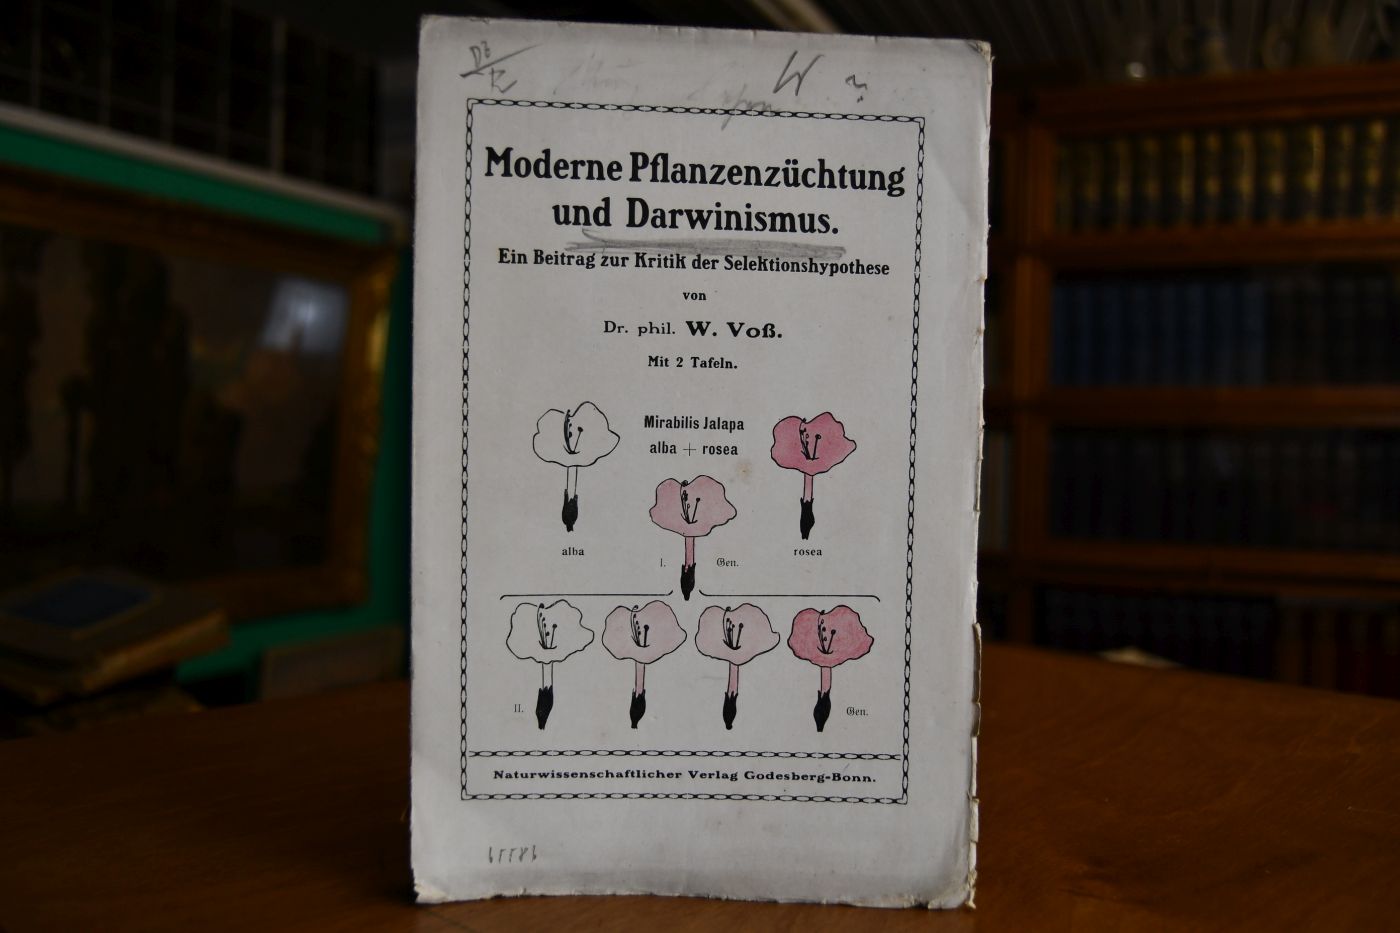 Moderne Pflanzenzüchtung
und Darwinismus.
Ein Beitrag zur Kritik der Selektionshypothese
von
Dr. phil. W. Voß.
Mit 2 Tafeln.
Mirabilis Jalapa
alba + rosea
alba
rosea
I. Gen.
II. Gen.
Naturwissenschaftlicher Verlag Godesberg-Bonn.